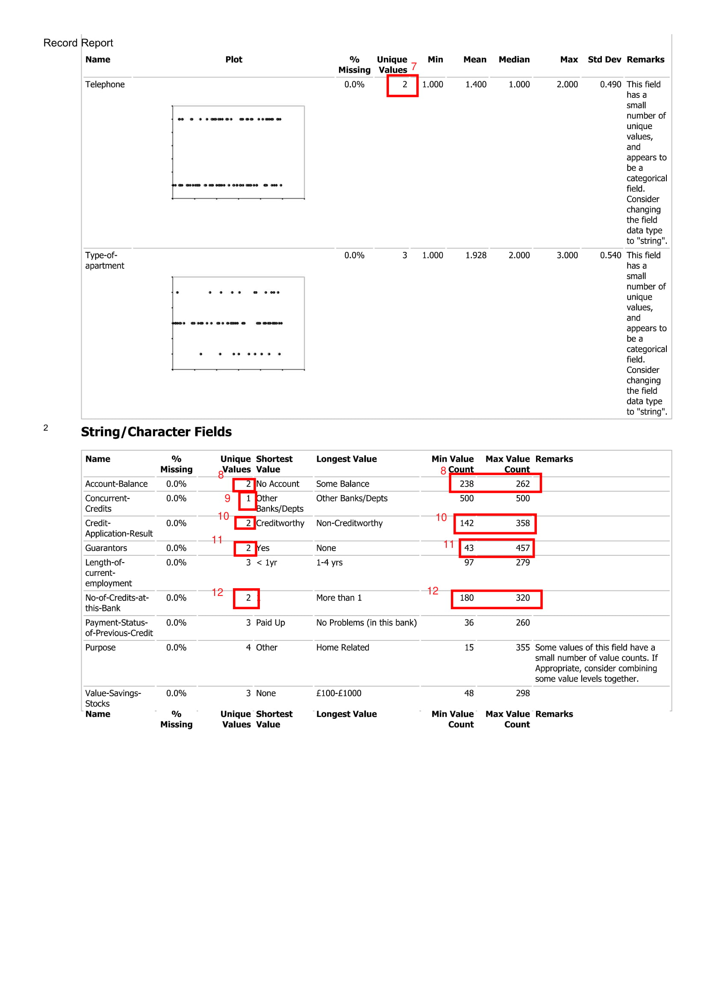 Record Report
Name Plot % Unique Min Mean Median Max Std Dev Remarks
Missing Values 7
Telephone 0.0% 2 1.000 1.400 1.000 2.000 0.490 This field
has a
small
number of
unique
values,
and
appears to
be a
categorical
field.
Consider
changing
the field
data type
to "string".
Type-of- 0.0% 3 1.000 1.928 2.000 3.000 0.540 This field
apartment has a
small
number of
unique
values,
and
appears to
be a
categorical
field.
Consider
changing
the field
data type
to "string".
2 String/Character Fields
Name % Unique Shortest Longest Value Min Value Max Value Remarks
Missing Values Value Count Count
8 8
Account-Balance 0.0% 2 No Account Some Balance 238 262
Concurrent- 0.0% 9 1 Other Other Banks/Depts 500 500
Credits Banks/Depts
10 10
Credit- 0.0% 2 Creditworthy Non-Creditworthy 142 358
Application-Result
11 11
Guarantors 0.0% 2 Yes None 43 457
Length-of- 0.0% 3 < 1yr 1-4 yrs 97 279
current-
employment
12 12
No-of-Credits-at- 0.0% 2 More than 1 180 320
this-Bank
Payment-Status- 0.0% 3 Paid Up No Problems (in this bank) 36 260
of-Previous-Credit
Purpose 0.0% 4 Other Home Related 15 355 Some values of this field have a
small number of value counts. If
Appropriate, consider combining
some value levels together.
Value-Savings- 0.0% 3 None £100-£1000 48 298
Stocks
Name % Unique Shortest Longest Value Min Value Max Value Remarks
Missing Values Value Count Count